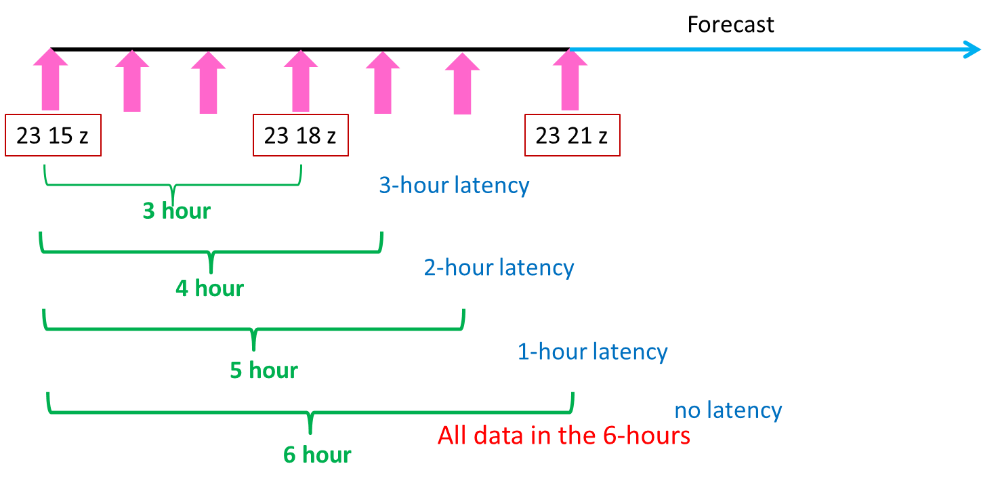 Forecast
23 15 z
23 18 z
23 21 z
3-hour latency
3 hour
2-hour latency
4 hour
1-hour latency
5 hour
no latency
All data in the 6-hours
6 hour